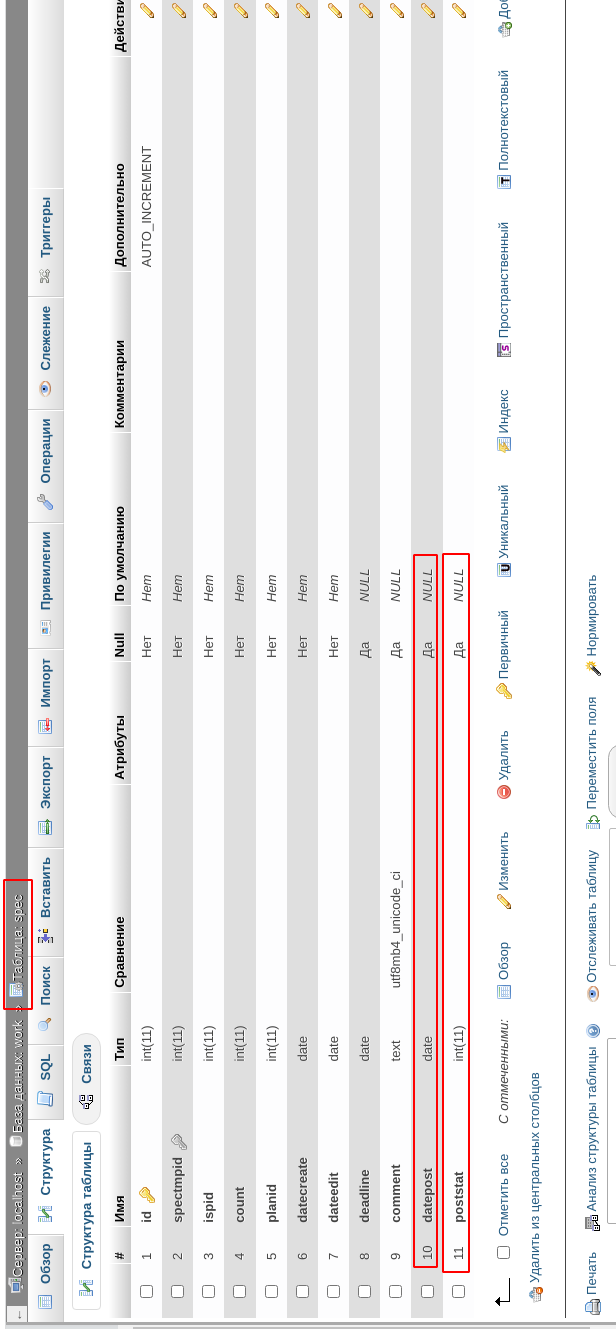 ← Сервер: localhost » База данных: work » Таблица: spec
Обзор Структура SQL Поиск Вставить Экспорт Импорт Привилегии Операции Слежение Триггеры
Структура таблицы Связи
# Имя Тип Сравнение Атрибуты Null По умолчанию Комментарии Дополнительно
1 id int(11) Нет Нет AUTO_INCREMENT
2 spectmpid int(11) Нет Нет
3 ispid int(11) Нет Нет
4 count int(11) Нет Нет
5 planid int(11) Нет Нет
6 datecreate date Нет Нет
7 dateedit date Нет Нет
8 deadline date Да NULL
9 comment text utf8mb4_unicode_ci Да NULL
10 datepost date Да NULL
11 poststat int(11) Да NULL
Отметить все С отмеченными: Обзор Изменить Удалить Первичный Уникальный Индекс Пространственный Полнотекстовый
Удалить из центральных столбцов
Печать Анализ структуры таблицы Отслеживать таблицу Переместить поля Нормировать